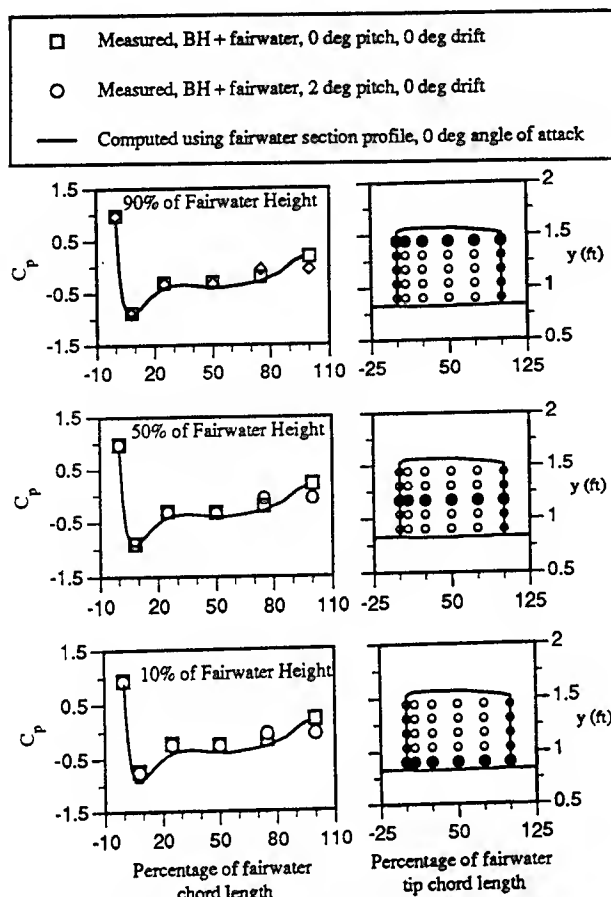 Measured, BH + fairwater, 0 deg pitch, 0 deg drift
Measured, BH + fairwater, 2 deg pitch, 0 deg drift
Computed using fairwater section profile, 0 deg angle of attack
90% of Fairwater Height
1.5
0.5
-0.5
-1.5
Cp
-10 20 50 80 110
2
1.5
1
0.5
y (ft)
-25 50 125
50% of Fairwater Height
1.5
0.5
-0.5
-1.5
Cp
-10 20 50 80 110
2
1.5
1
0.5
y (ft)
-25 50 125
10% of Fairwater Height
1.5
0.5
-0.5
-1.5
Cp
-10 20 50 80 110
2
1.5
1
0.5
y (ft)
-25 50 125
Percentage of fairwater
chord length
Percentage of fairwater
tip chord length